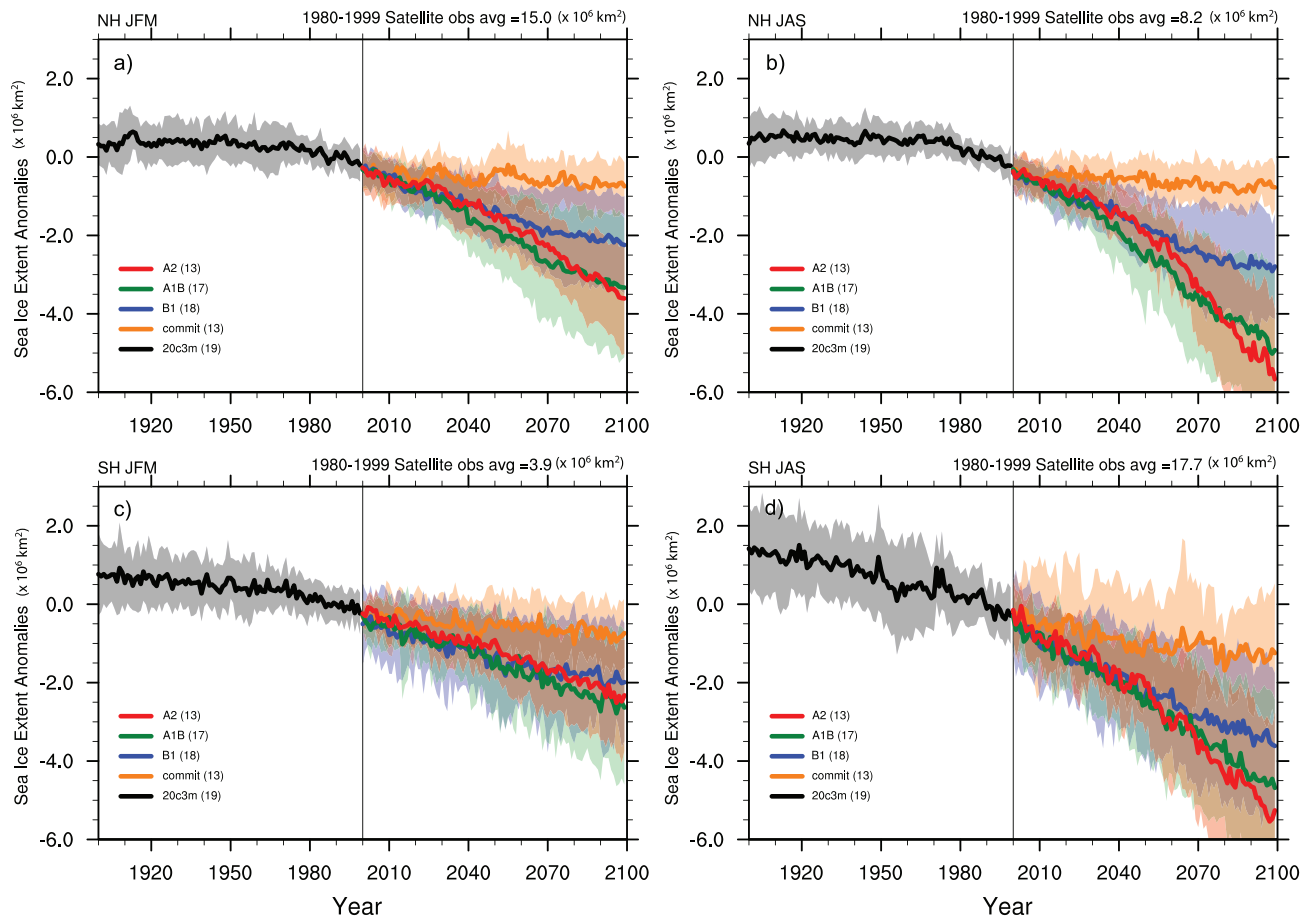 NH JFM 1980-1999 Satellite obs avg =15.0 (x 10⁶ km²)
a)
2.0
0.0
-2.0
-4.0
-6.0
Sea Ice Extent Anomalies (x 10⁶ km²)
A2 (13)
A1B (17)
B1 (18)
commit (13)
20c3m (19)
1920 1950 1980 2010 2040 2070 2100
NH JAS 1980-1999 Satellite obs avg =8.2 (x 10⁶ km²)
b)
2.0
0.0
-2.0
-4.0
-6.0
Sea Ice Extent Anomalies (x 10⁶ km²)
A2 (13)
A1B (17)
B1 (18)
commit (13)
20c3m (19)
1920 1950 1980 2010 2040 2070 2100
SH JFM 1980-1999 Satellite obs avg =3.9 (x 10⁶ km²)
c)
2.0
0.0
-2.0
-4.0
-6.0
Sea Ice Extent Anomalies (x 10⁶ km²)
A2 (13)
A1B (17)
B1 (18)
commit (13)
20c3m (19)
1920 1950 1980 2010 2040 2070 2100
Year
SH JAS 1980-1999 Satellite obs avg =17.7 (x 10⁶ km²)
d)
2.0
0.0
-2.0
-4.0
-6.0
Sea Ice Extent Anomalies (x 10⁶ km²)
A2 (13)
A1B (17)
B1 (18)
commit (13)
20c3m (19)
1920 1950 1980 2010 2040 2070 2100
Year